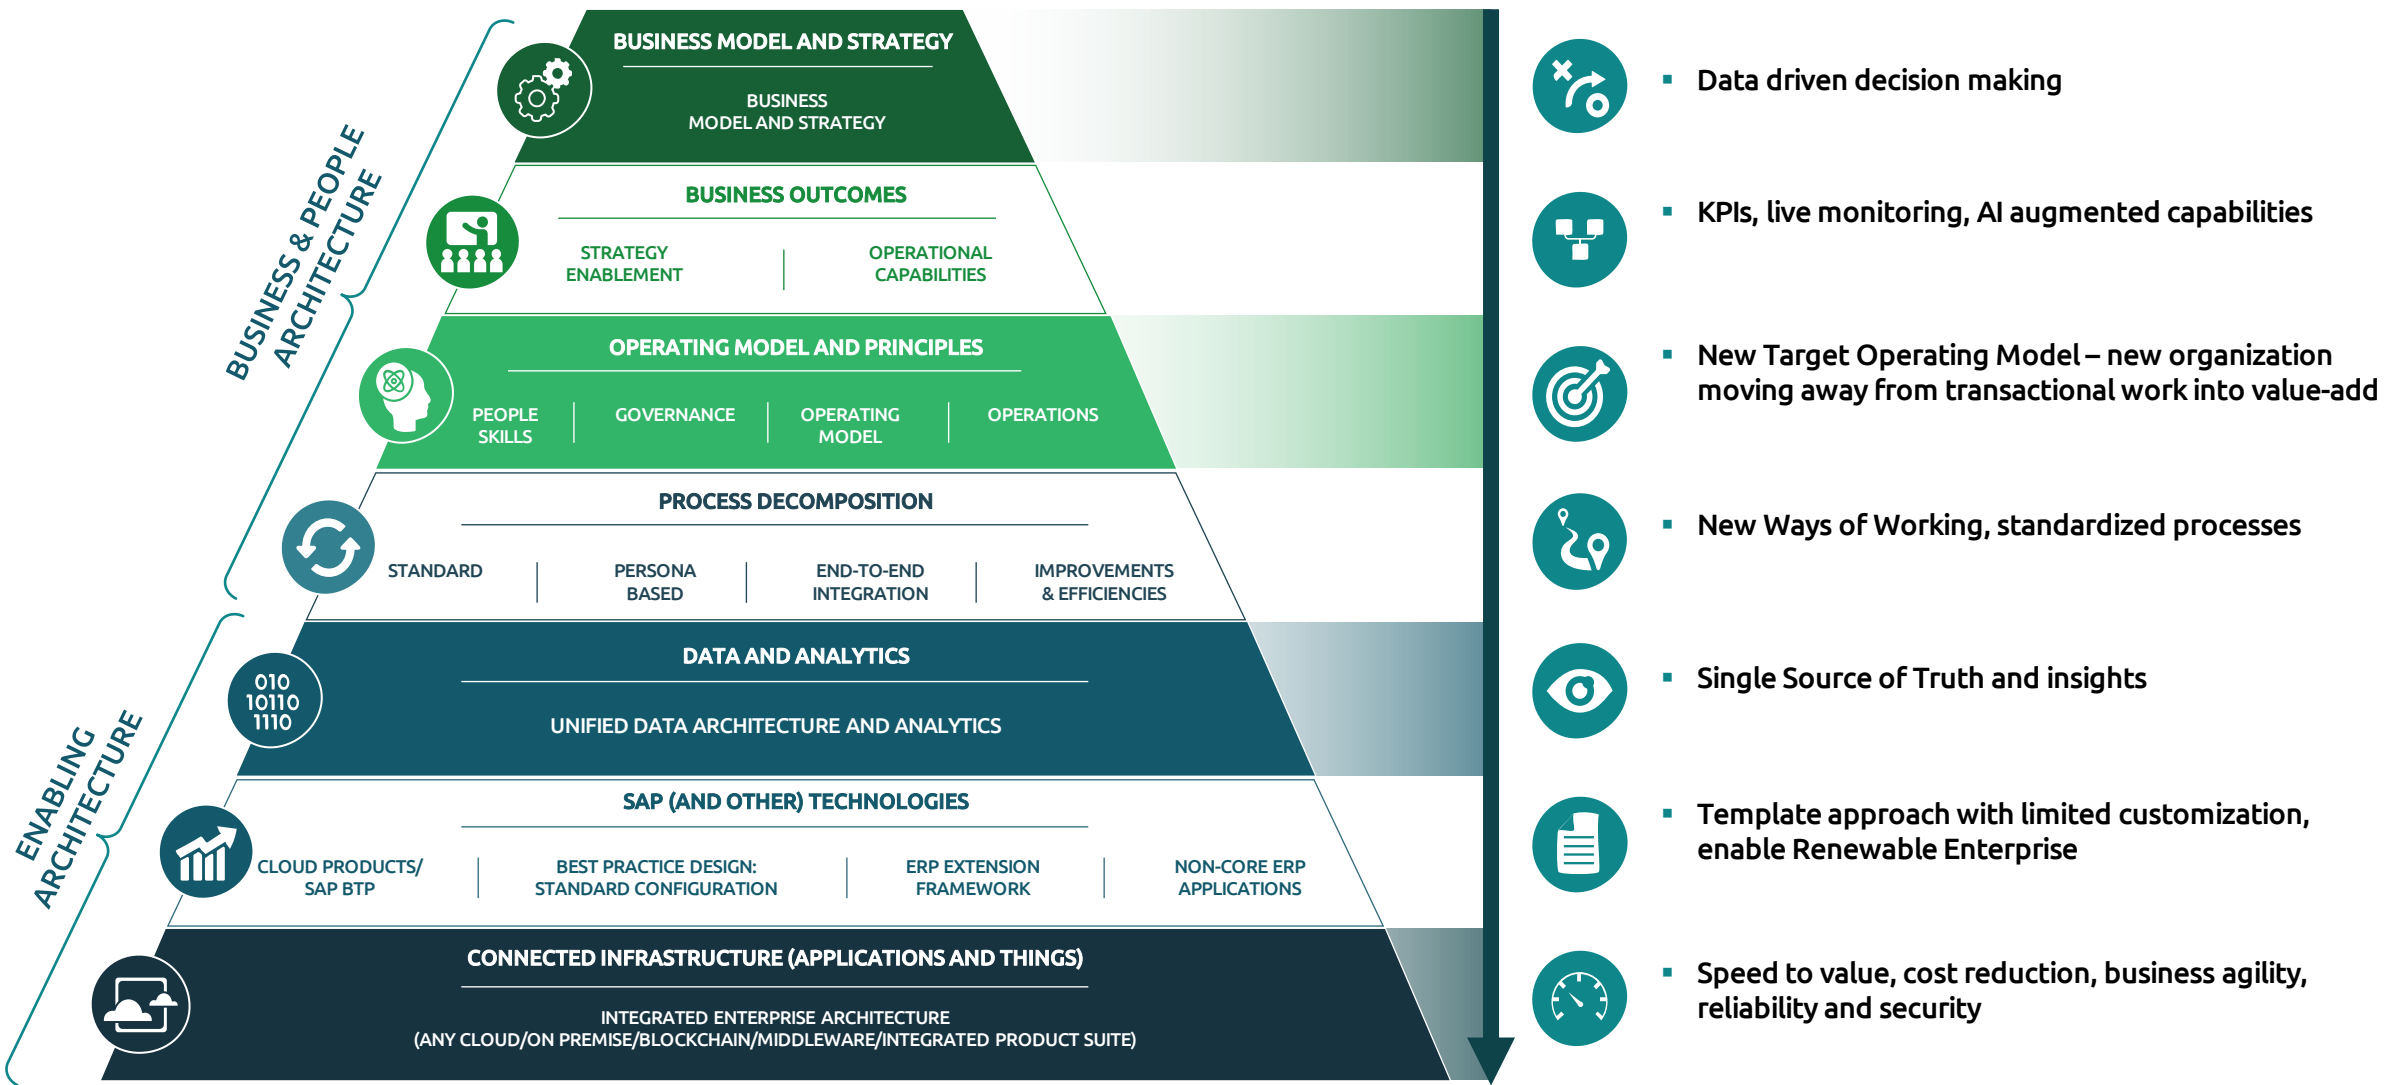 BUSINESS & PEOPLE
ARCHITECTURE
ENABLING
ARCHITECTURE
BUSINESS MODEL AND STRATEGY
BUSINESS
MODEL AND STRATEGY
Data driven decision making
BUSINESS OUTCOMES
STRATEGY
ENABLEMENT
OPERATIONAL
CAPABILITIES
KPIs, live monitoring, AI augmented capabilities
OPERATING MODEL AND PRINCIPLES
PEOPLE
SKILLS
GOVERNANCE
OPERATING
MODEL
OPERATIONS
New Target Operating Model – new organization
moving away from transactional work into value-add
PROCESS DECOMPOSITION
STANDARD
PERSONA
BASED
END-TO-END
INTEGRATION
IMPROVEMENTS
& EFFICIENCIES
New Ways of Working, standardized processes
010
10110
1110
DATA AND ANALYTICS
UNIFIED DATA ARCHITECTURE AND ANALYTICS
Single Source of Truth and insights
SAP (AND OTHER) TECHNOLOGIES
CLOUD PRODUCTS/
SAP BTP
BEST PRACTICE DESIGN:
STANDARD CONFIGURATION
ERP EXTENSION
FRAMEWORK
NON-CORE ERP
APPLICATIONS
Template approach with limited customization,
enable Renewable Enterprise
CONNECTED INFRASTRUCTURE (APPLICATIONS AND THINGS)
INTEGRATED ENTERPRISE ARCHITECTURE
(ANY CLOUD/ON PREMISE/BLOCKCHAIN/MIDDLEWARE/INTEGRATED PRODUCT SUITE)
Speed to value, cost reduction, business agility,
reliability and security